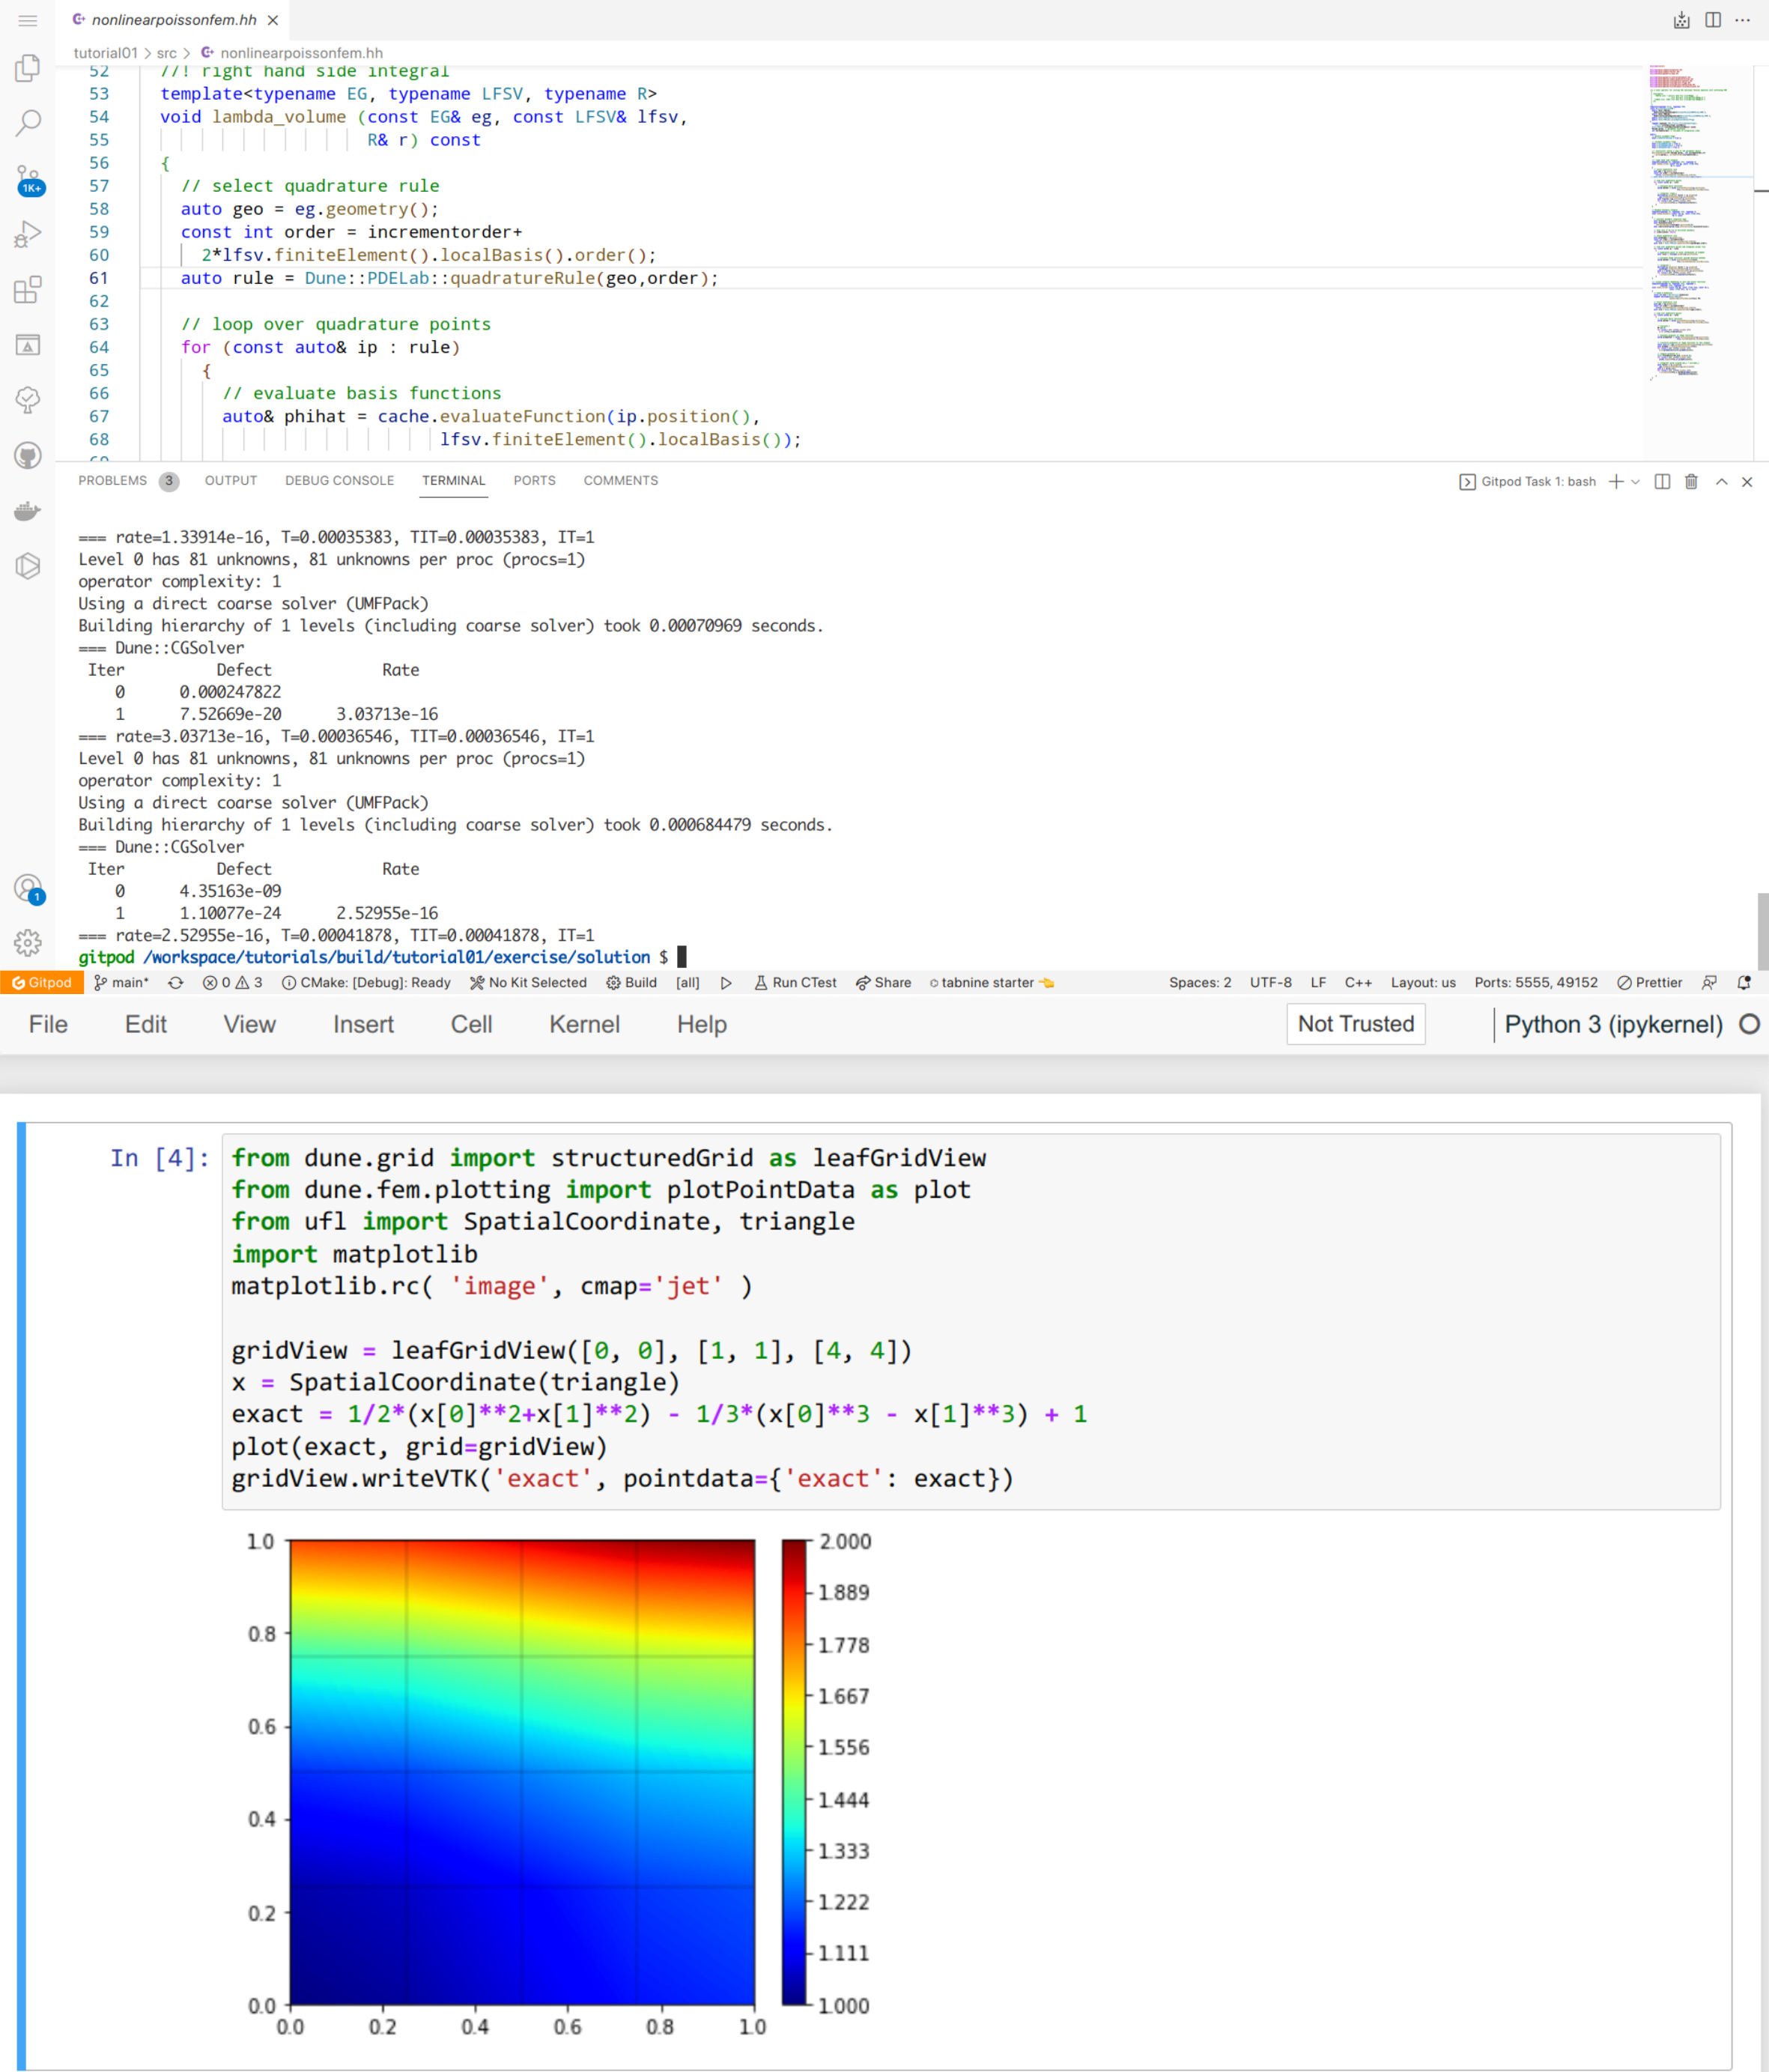 nonlinearpoissonfem.hh
tutorial01 > src > nonlinearpoissonfem.hh
52 //! right hand side integral
53 template<typename EG, typename LFSV, typename R>
54 void lambda_volume (const EG& eg, const LFSV& lfsv,
55 R& r) const
56 {
57 // select quadrature rule
58 auto geo = eg.geometry();
59 const int order = incrementorder+
60 2*lfsv.finiteElement().localBasis().order();
61 auto rule = Dune::PDELab::quadratureRule(geo,order);
62
63 // loop over quadrature points
64 for (const auto& ip : rule)
65 {
66 // evaluate basis functions
67 auto& phihat = cache.evaluateFunction(ip.position(),
68 lfsv.finiteElement().localBasis());
1K+
PROBLEMS 3 OUTPUT DEBUG CONSOLE TERMINAL PORTS COMMENTS Gitpod Task 1: bash
=== rate=1.33914e-16, T=0.00035383, TIT=0.00035383, IT=1
Level 0 has 81 unknowns, 81 unknowns per proc (procs=1)
operator complexity: 1
Using a direct coarse solver (UMFPack)
Building hierarchy of 1 levels (including coarse solver) took 0.00070969 seconds.
=== Dune::CGSolver
Iter Defect Rate
0 0.000247822
1 7.52669e-20 3.03713e-16
=== rate=3.03713e-16, T=0.00036546, TIT=0.00036546, IT=1
Level 0 has 81 unknowns, 81 unknowns per proc (procs=1)
operator complexity: 1
Using a direct coarse solver (UMFPack)
Building hierarchy of 1 levels (including coarse solver) took 0.000684479 seconds.
=== Dune::CGSolver
Iter Defect Rate
0 4.35163e-09
1 1.10077e-24 2.52955e-16
=== rate=2.52955e-16, T=0.00041878, TIT=0.00041878, IT=1
gitpod /workspace/tutorials/build/tutorial01/exercise/solution $
1
Gitpod main* 0 3 CMake: [Debug]: Ready No Kit Selected Build [all] Run CTest Share tabnine starter Spaces: 2 UTF-8 LF C++ Layout: us Ports: 5555, 49152 Prettier
File Edit View Insert Cell Kernel Help Not Trusted Python 3 (ipykernel)
In [4]: from dune.grid import structuredGrid as leafGridView
from dune.fem.plotting import plotPointData as plot
from ufl import SpatialCoordinate, triangle
import matplotlib
matplotlib.rc( 'image', cmap='jet' )
gridView = leafGridView([0, 0], [1, 1], [4, 4])
x = SpatialCoordinate(triangle)
exact = 1/2*(x[0]**2+x[1]**2) - 1/3*(x[0]**3 - x[1]**3) + 1
plot(exact, grid=gridView)
gridView.writeVTK('exact', pointdata={'exact': exact})
1.0
0.8
0.6
0.4
0.2
0.0
0.0 0.2 0.4 0.6 0.8 1.0
2.000
1.889
1.778
1.667
1.556
1.444
1.333
1.222
1.111
1.000